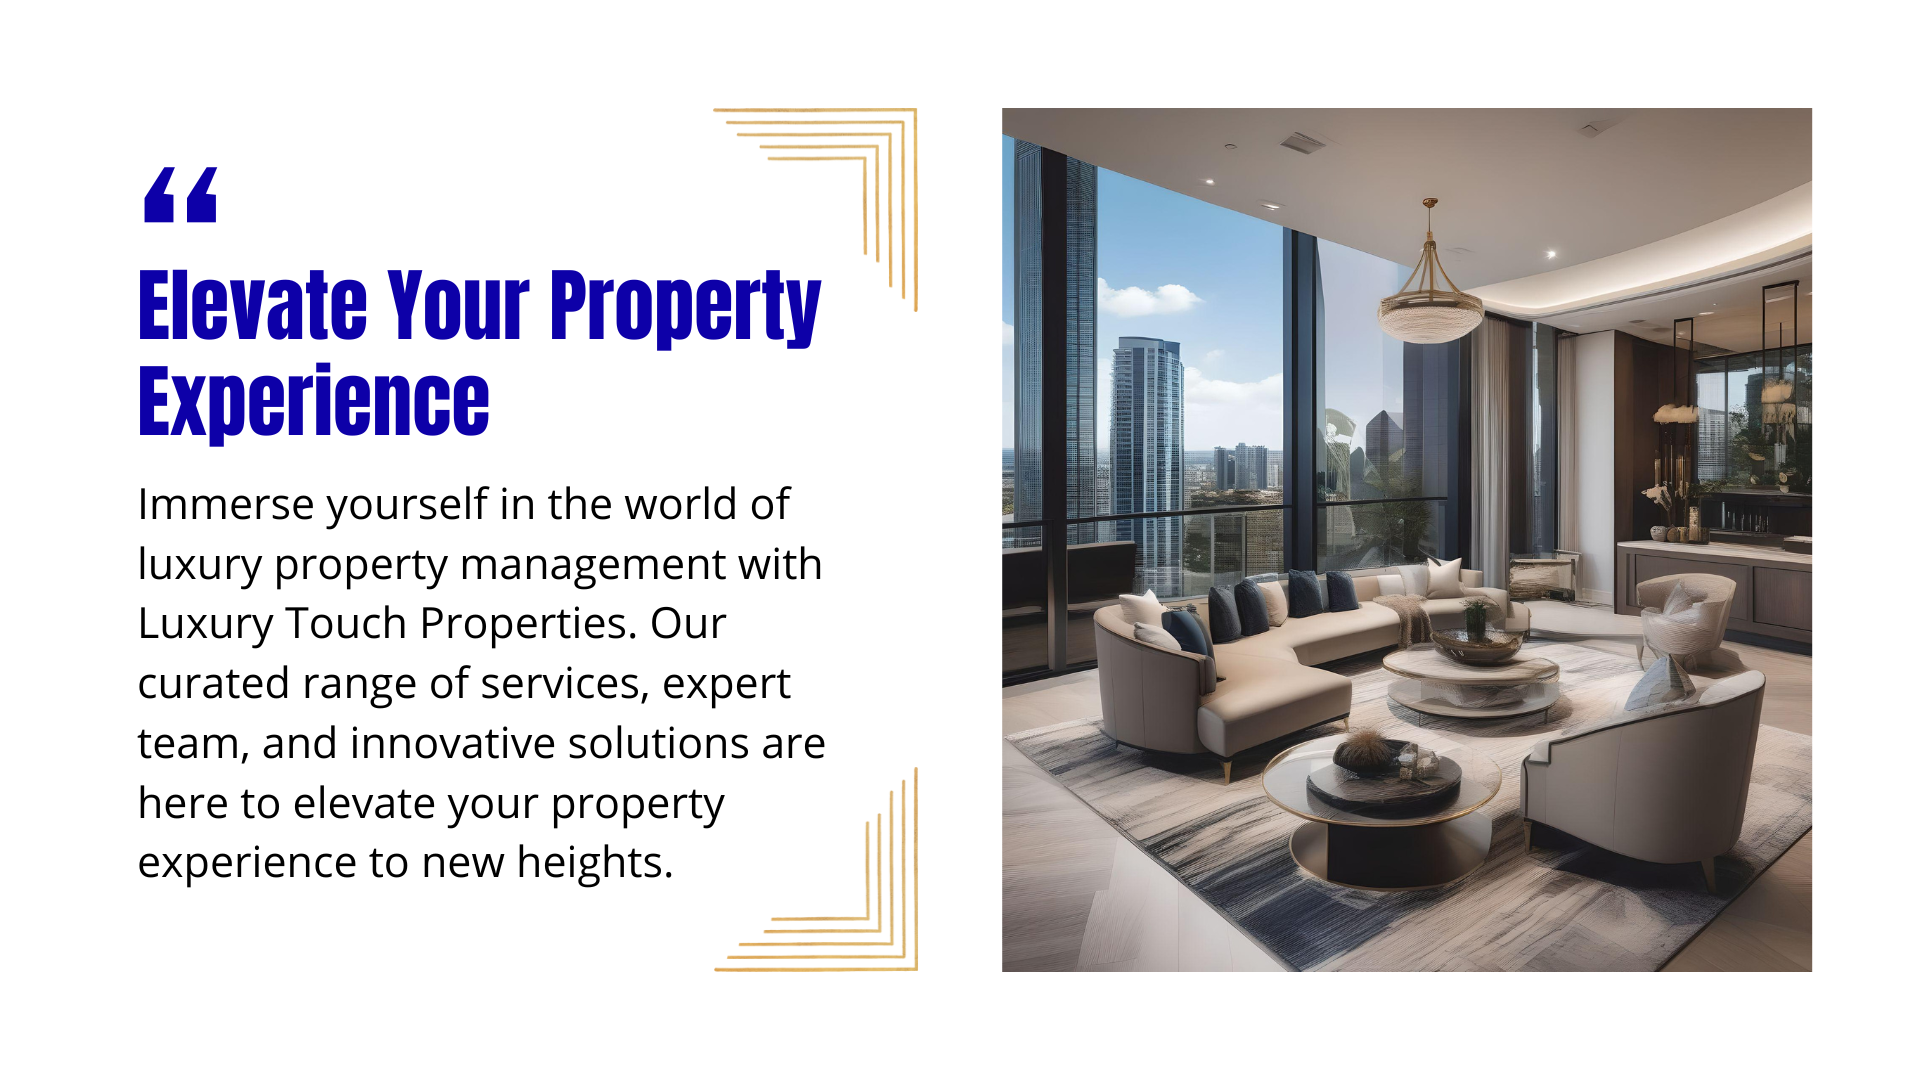 “
Elevate Your Property
Experience
Immerse yourself in the world of
luxury property management with
Luxury Touch Properties. Our
curated range of services, expert
team, and innovative solutions are
here to elevate your property
experience to new heights.